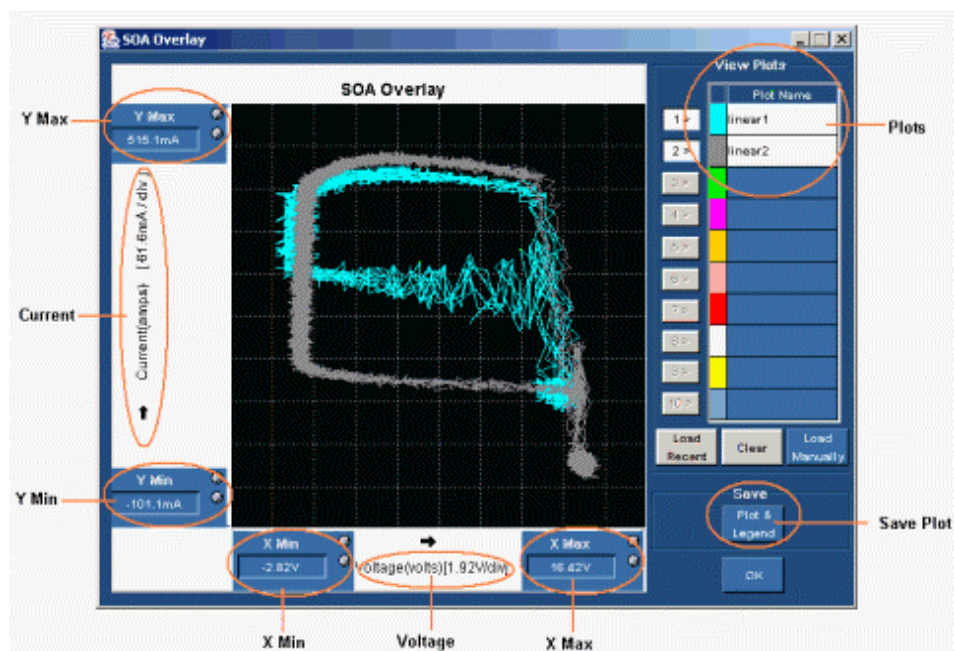 SOA Overlay
View Plots
SOA Overlay
Y Max
Y Max
515.1mA
Plot Name
1 >
linear1
2 >
linear2
Plots
3 >
4 >
5 >
6 >
7 >
8 >
9 >
10 >
Current
Current(amps) [ 61.6mA / div ]
Load Recent
Clear
Load Manually
Y Min
Y Min
-101.1mA
Save
Plot & Legend
Save Plot
X Min
-2.82V
Voltage(volts)[1.92V/div]
X Max
16.42V
OK
X Min
Voltage
X Max